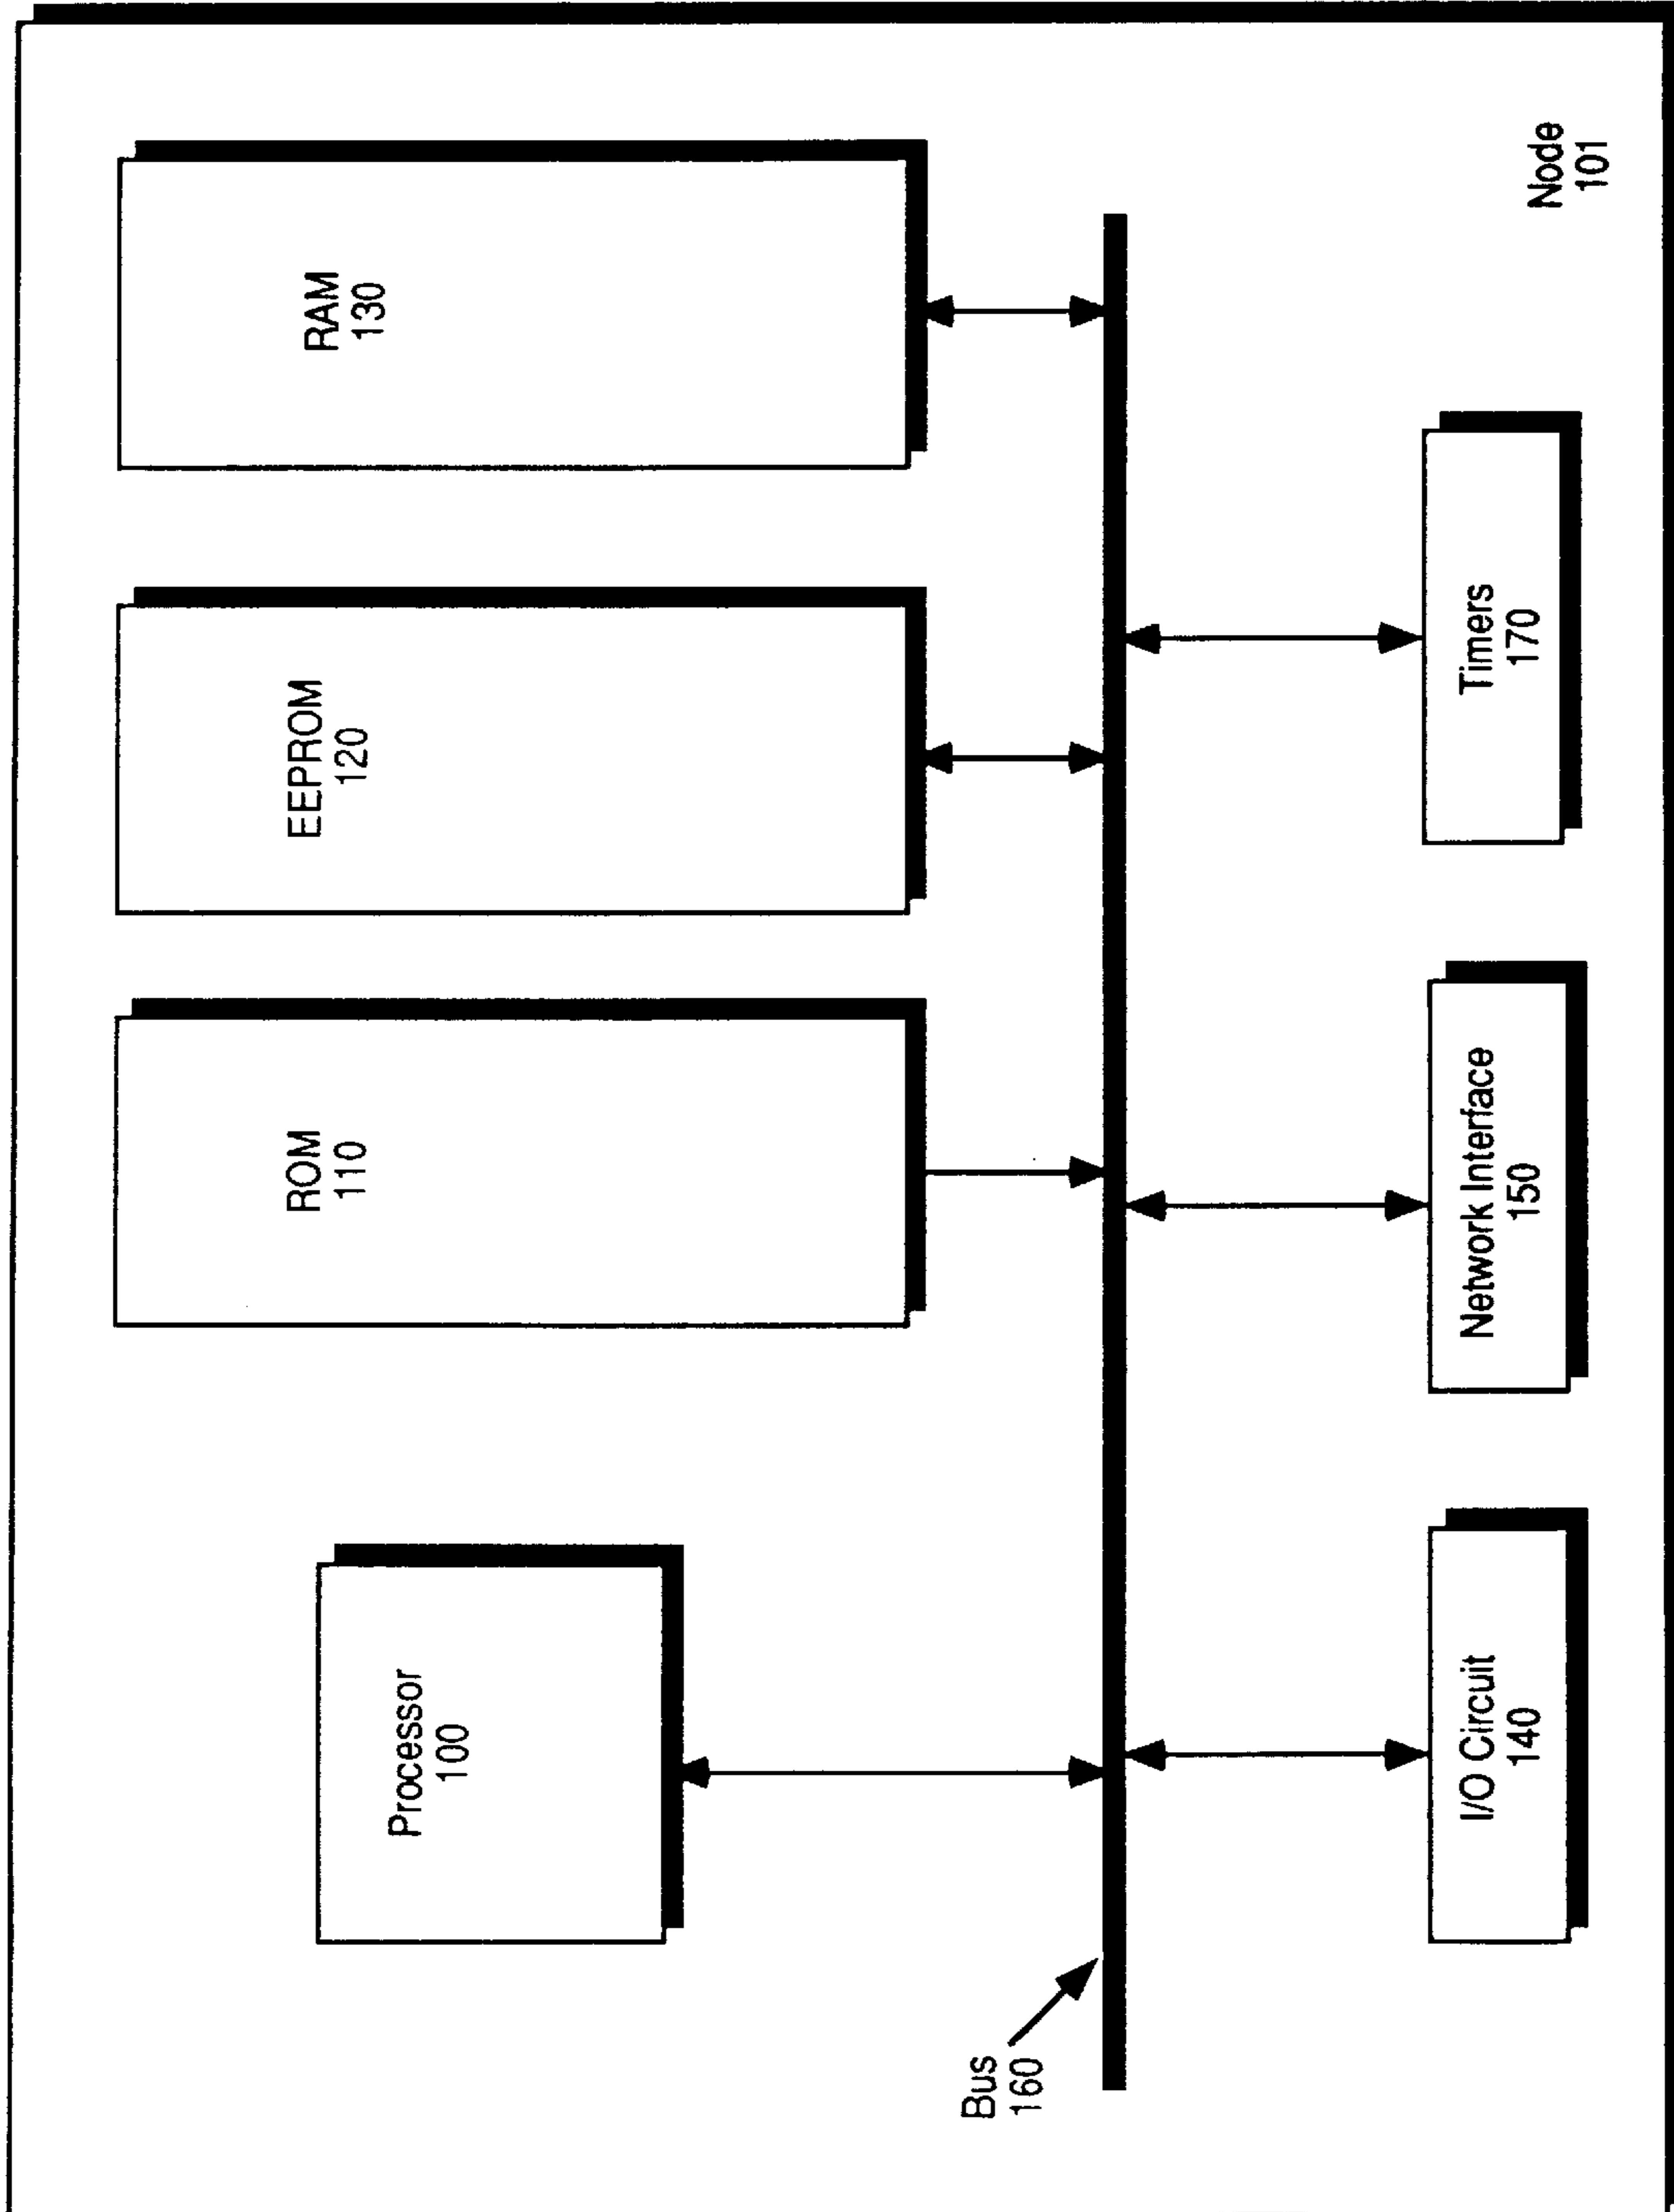 Processor
100
ROM
110
EEPROM
120
RAM
130
Bus
160
I/O Circuit
140
Network Interface
150
Timers
170
Node
101